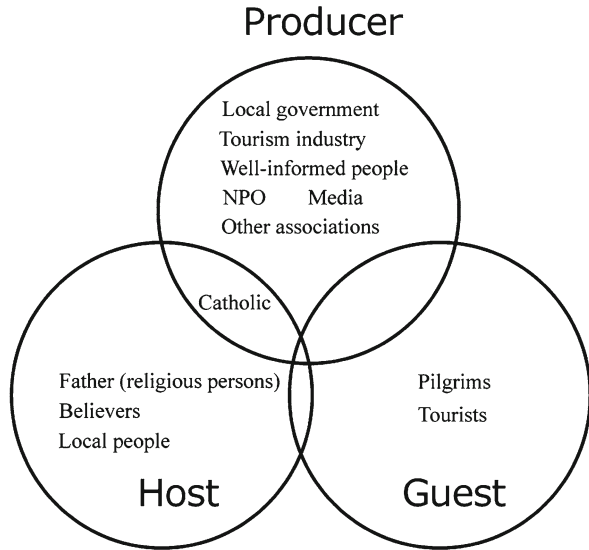 Producer
Local government
Tourism industry
Well-informed people
NPO Media
Other associations
Catholic
Father (religious persons)
Believers
Local people
Host
Pilgrims
Tourists
Guest